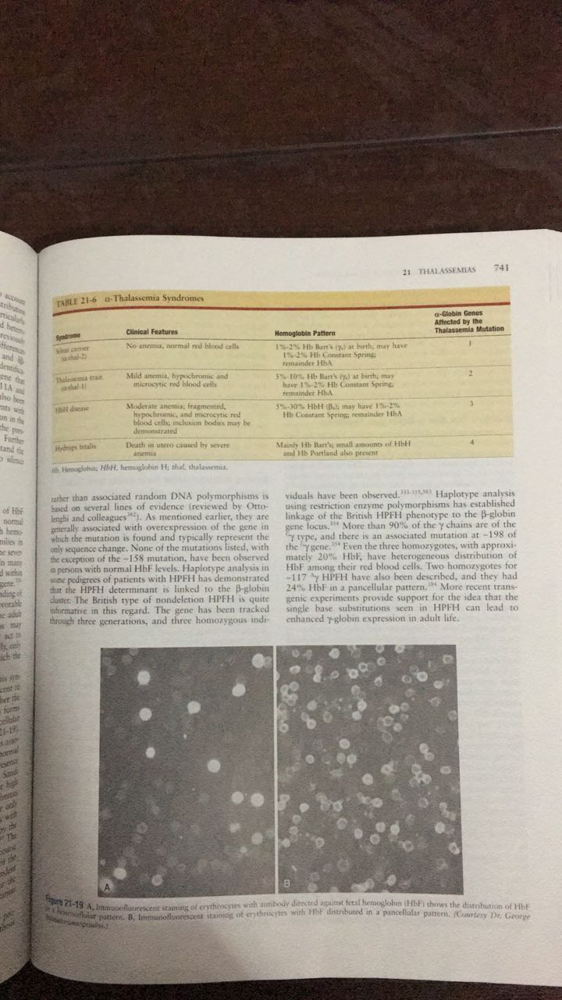 21 THALASSEMIAS 741
TABLE 21-6 α-Thalassemia Syndromes
Syndrome
Clinical Features
Hemoglobin Pattern
α-Globin Genes
Affected by the
Thalassemia Mutation
Silent carrier
(α-thal-2)
No anemia, normal red blood cells
1%-2% Hb Bart's (γ₄) at birth; may have
1%-2% Hb Constant Spring;
remainder HbA
1
Thalassemia trait
(α-thal-1)
Mild anemia, hypochromic and
microcytic red blood cells
5%-10% Hb Bart's (γ₄) at birth; may
have 1%-2% Hb Constant Spring;
remainder HbA
2
HbH disease
Moderate anemia; fragmented,
hypochromic, and microcytic red
blood cells; inclusion bodies may be
demonstrated
5%-30% HbH (β₄); may have 1%-2%
Hb Constant Spring; remainder HbA
3
Hydrops fetalis
Death in utero caused by severe
anemia
Mainly Hb Bart's; small amounts of HbH
and Hb Portland also present
4
Hb, Hemoglobin; HbH, hemoglobin H; thal, thalassemia.
rather than associated random DNA polymorphisms is
based on several lines of evidence (reviewed by Otto-
lenghi and colleagues). As mentioned earlier, they are
generally associated with overexpression of the gene in
which the mutation is found and typically represent the
only sequence change. None of the mutations listed, with
the exception of the −158 mutation, have been observed
in persons with normal HbF levels. Haplotype analysis in
some pedigrees of patients with HPFH has demonstrated
that the HPFH determinant is linked to the β-globin
cluster. The British type of nondeletion HPFH is quite
informative in this regard. The gene has been tracked
through three generations, and three homozygous indi-
viduals have been observed. Haplotype analysis
using restriction enzyme polymorphisms has established
linkage of the British HPFH phenotype to the β-globin
gene locus.³⁵⁴ More than 90% of the γ chains are of the
γ type, and there is an associated mutation at −198 of
the γ gene.³⁵⁴ Even the three homozygotes, with approxi-
mately 20% HbF, have heterogeneous distribution of
HbF among their red blood cells. Two homozygotes for
−117 γ HPFH have also been described, and they had
24% HbF in a pancellular pattern.³⁸⁴ More recent trans-
genic experiments provide support for the idea that the
single base substitutions seen in HPFH can lead to
enhanced γ-globin expression in adult life.
A
B
Figure 21-19 A, Immunofluorescent staining of erythrocytes with antibody directed against fetal hemoglobin (HbF) shows the distribution of HbF
in a heterocellular pattern. B, Immunofluorescent staining of erythrocytes with HbF distributed in a pancellular pattern. (Courtesy Dr. George